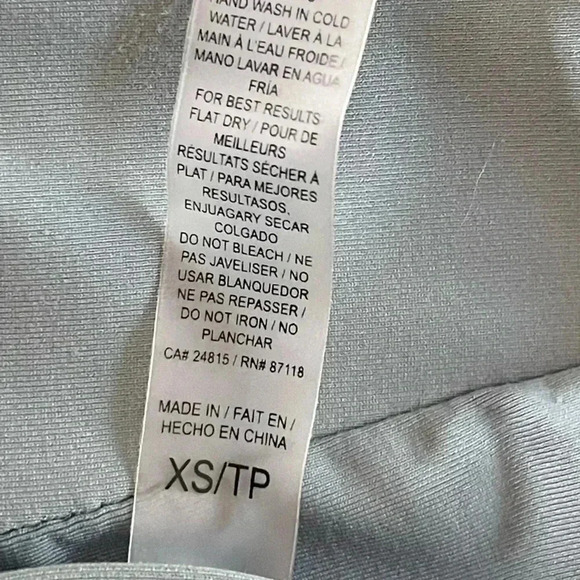 HAND WASH IN COLD
WATER / LAVER À LA
MAIN À L'EAU FROIDE /
MANO LAVAR EN AGUA
FRÍA
FOR BEST RESULTS
FLAT DRY / POUR DE
MEILLEURS
RÉSULTATS SÉCHER À
PLAT / PARA MEJORES
RESULTASOS,
ENJUAGARY SECAR
COLGADO
DO NOT BLEACH / NE
PAS JAVELISER / NO
USAR BLANQUEDOR
NE PAS REPASSER /
DO NOT IRON / NO
PLANCHAR
CA# 24815 / RN# 87118
MADE IN / FAIT EN /
HECHO EN CHINA
XS/TP